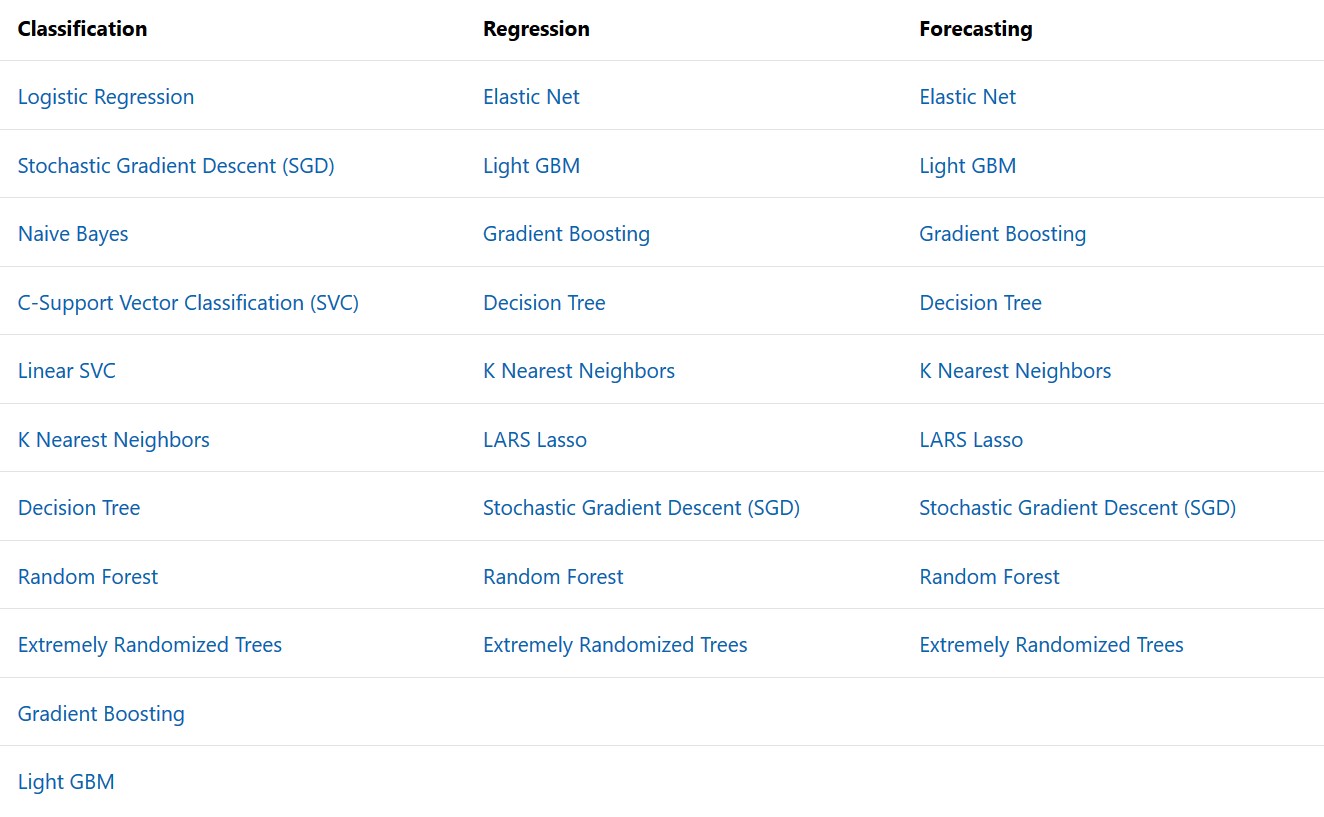 Classification Regression Forecasting
Logistic Regression Elastic Net Elastic Net
Stochastic Gradient Descent (SGD) Light GBM Light GBM
Naive Bayes Gradient Boosting Gradient Boosting
C-Support Vector Classification (SVC) Decision Tree Decision Tree
Linear SVC K Nearest Neighbors K Nearest Neighbors
K Nearest Neighbors LARS Lasso LARS Lasso
Decision Tree Stochastic Gradient Descent (SGD) Stochastic Gradient Descent (SGD)
Random Forest Random Forest Random Forest
Extremely Randomized Trees Extremely Randomized Trees Extremely Randomized Trees
Gradient Boosting
Light GBM